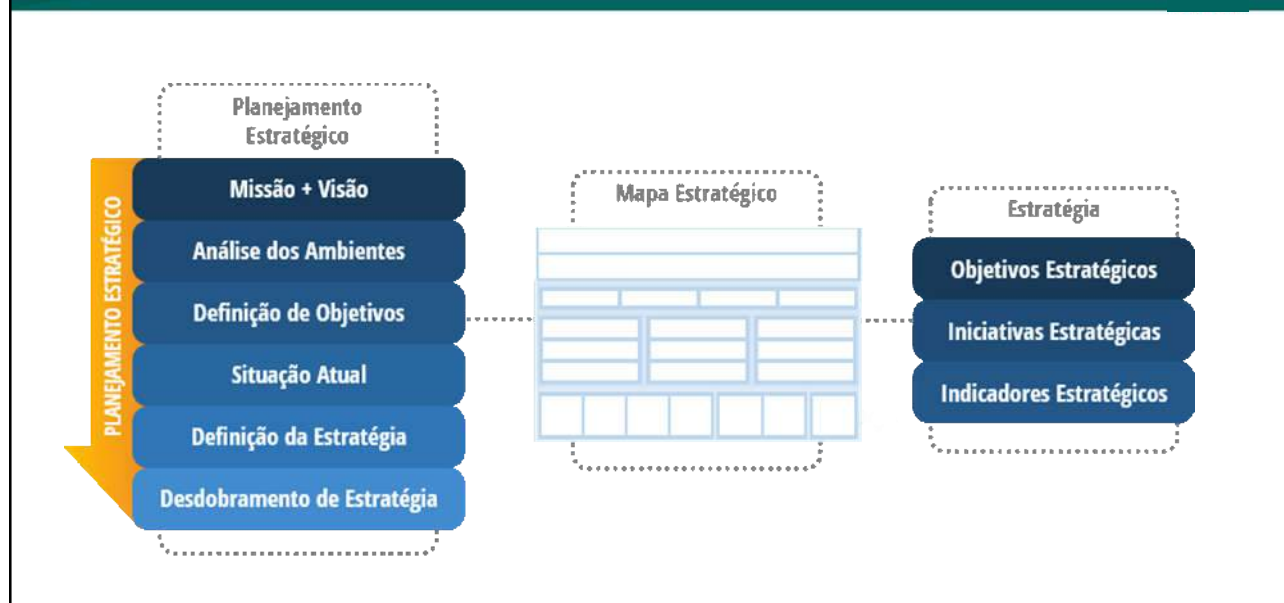 Planejamento
Estratégico
PLANEJAMENTO ESTRATÉGICO
Missão + Visão
Análise dos Ambientes
Definição de Objetivos
Situação Atual
Definição da Estratégia
Desdobramento de Estratégia
Mapa Estratégico
Estratégia
Objetivos Estratégicos
Iniciativas Estratégicas
Indicadores Estratégicos